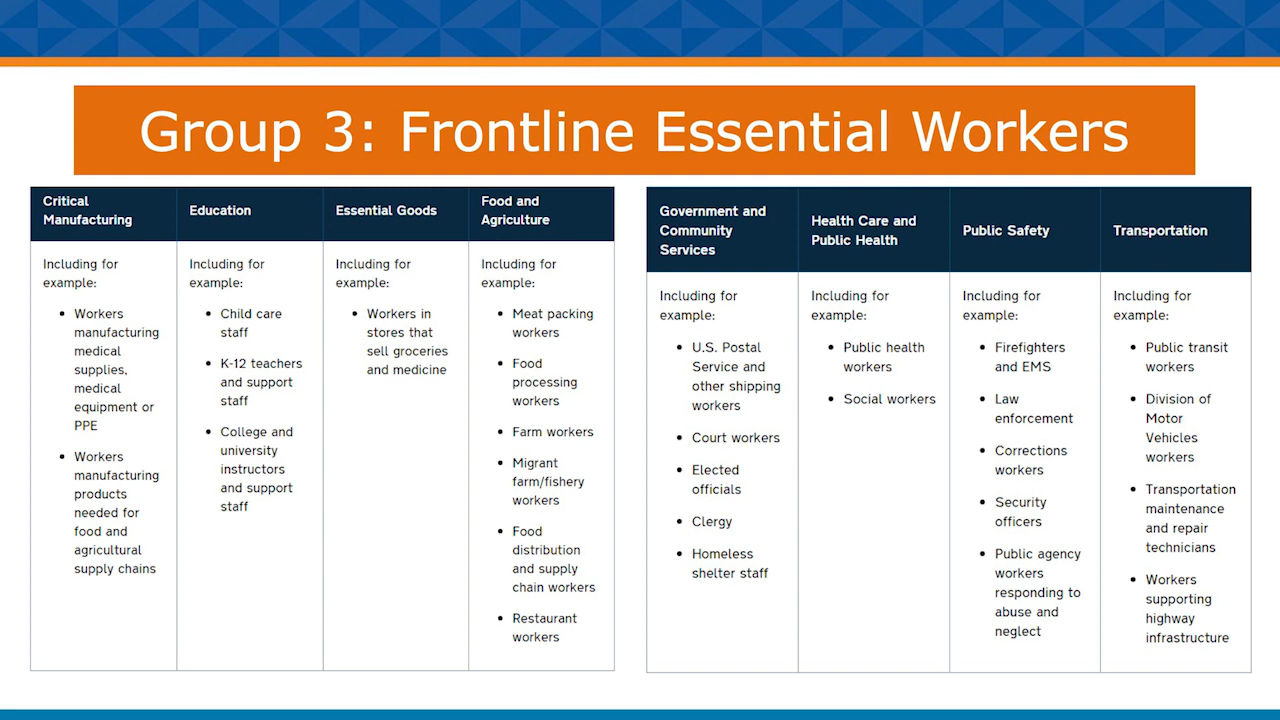 Group 3: Frontline Essential Workers
Critical
Manufacturing
Including for
example:
• Workers
manufacturing
medical
supplies,
medical
equipment or
PPE
• Workers
manufacturing
products
needed for
food and
agricultural
supply chains
Education
Including for
example:
• Child care
staff
• K-12 teachers
and support
staff
• College and
university
instructors
and support
staff
Essential Goods
Including for
example:
• Workers in
stores that
sell groceries
and medicine
Food and
Agriculture
Including for
example:
• Meat packing
workers
• Food
processing
workers
• Farm workers
• Migrant
farm/fishery
workers
• Food
distribution
and supply
chain workers
• Restaurant
workers
Government and
Community
Services
Including for
example:
• U.S. Postal
Service and
other shipping
workers
• Court workers
• Elected
officials
• Clergy
• Homeless
shelter staff
Health Care and
Public Health
Including for
example:
• Public health
workers
• Social workers
Public Safety
Including for
example:
• Firefighters
and EMS
• Law
enforcement
• Corrections
workers
• Security
officers
• Public agency
workers
responding to
abuse and
neglect
Transportation
Including for
example:
• Public transit
workers
• Division of
Motor
Vehicles
workers
• Transportation
maintenance
and repair
technicians
• Workers
supporting
highway
infrastructure